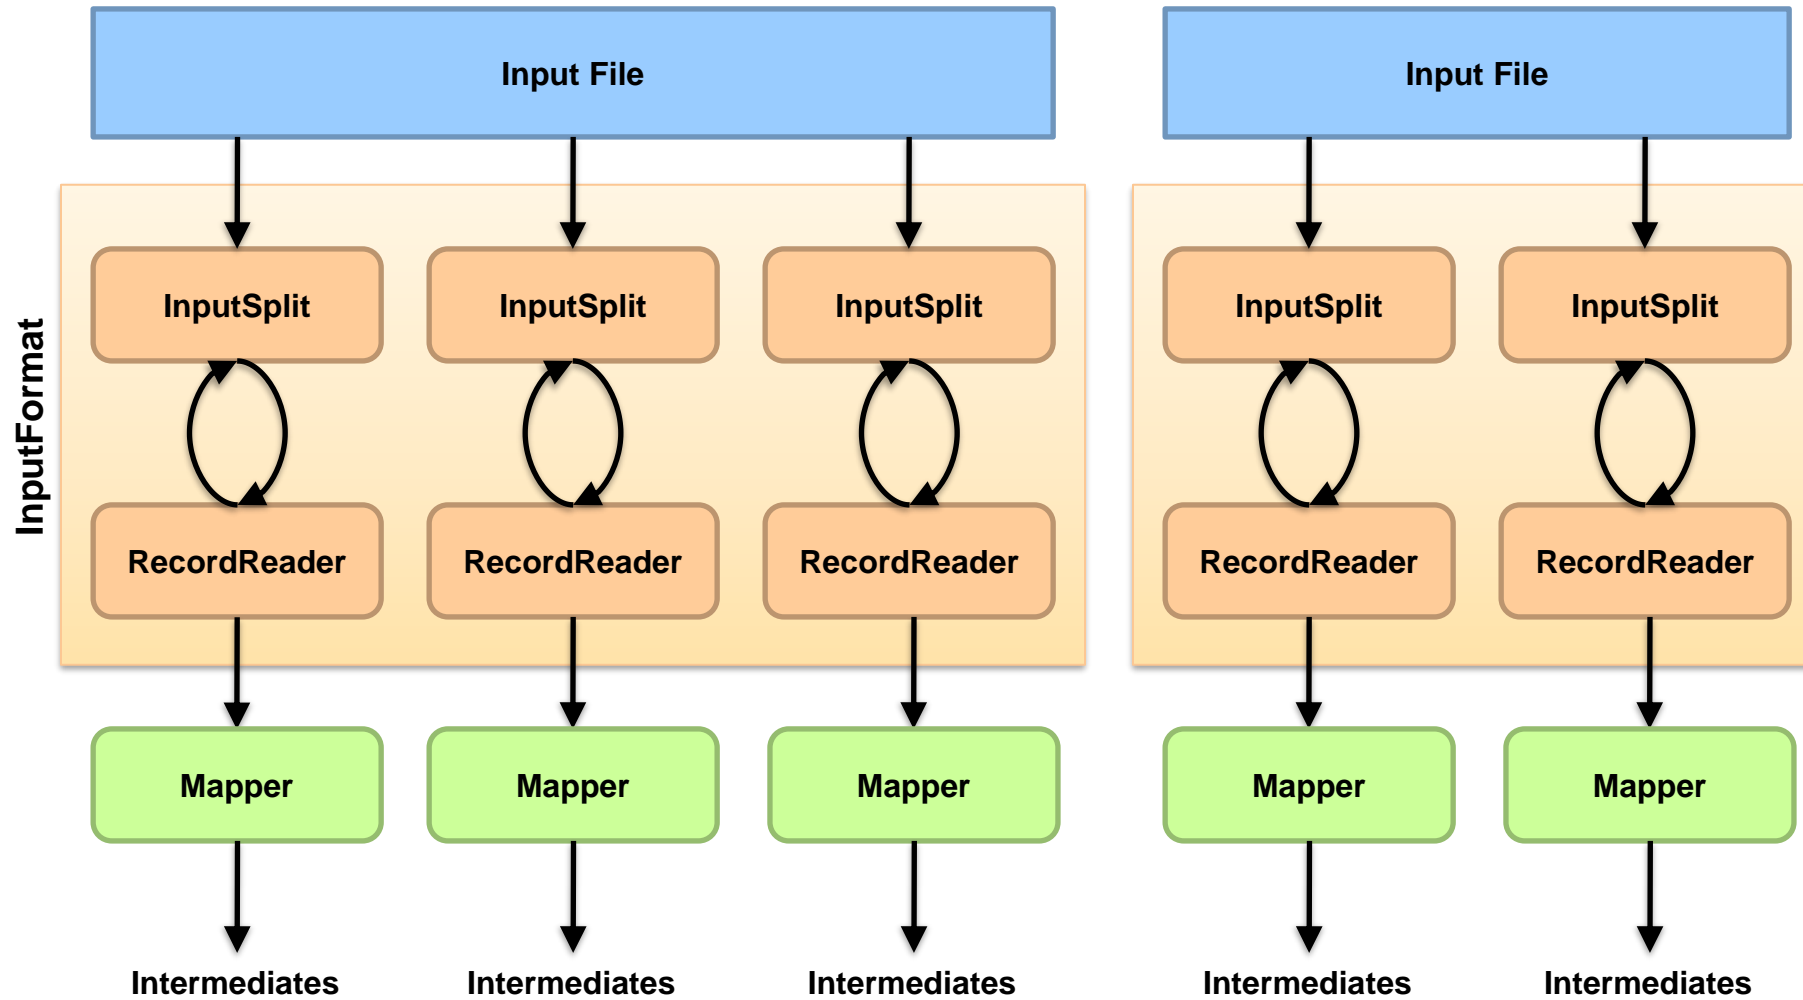 Input File
Input File
InputFormat
InputSplit
InputSplit
InputSplit
InputSplit
InputSplit
RecordReader
RecordReader
RecordReader
RecordReader
RecordReader
Mapper
Mapper
Mapper
Mapper
Mapper
Intermediates
Intermediates
Intermediates
Intermediates
Intermediates